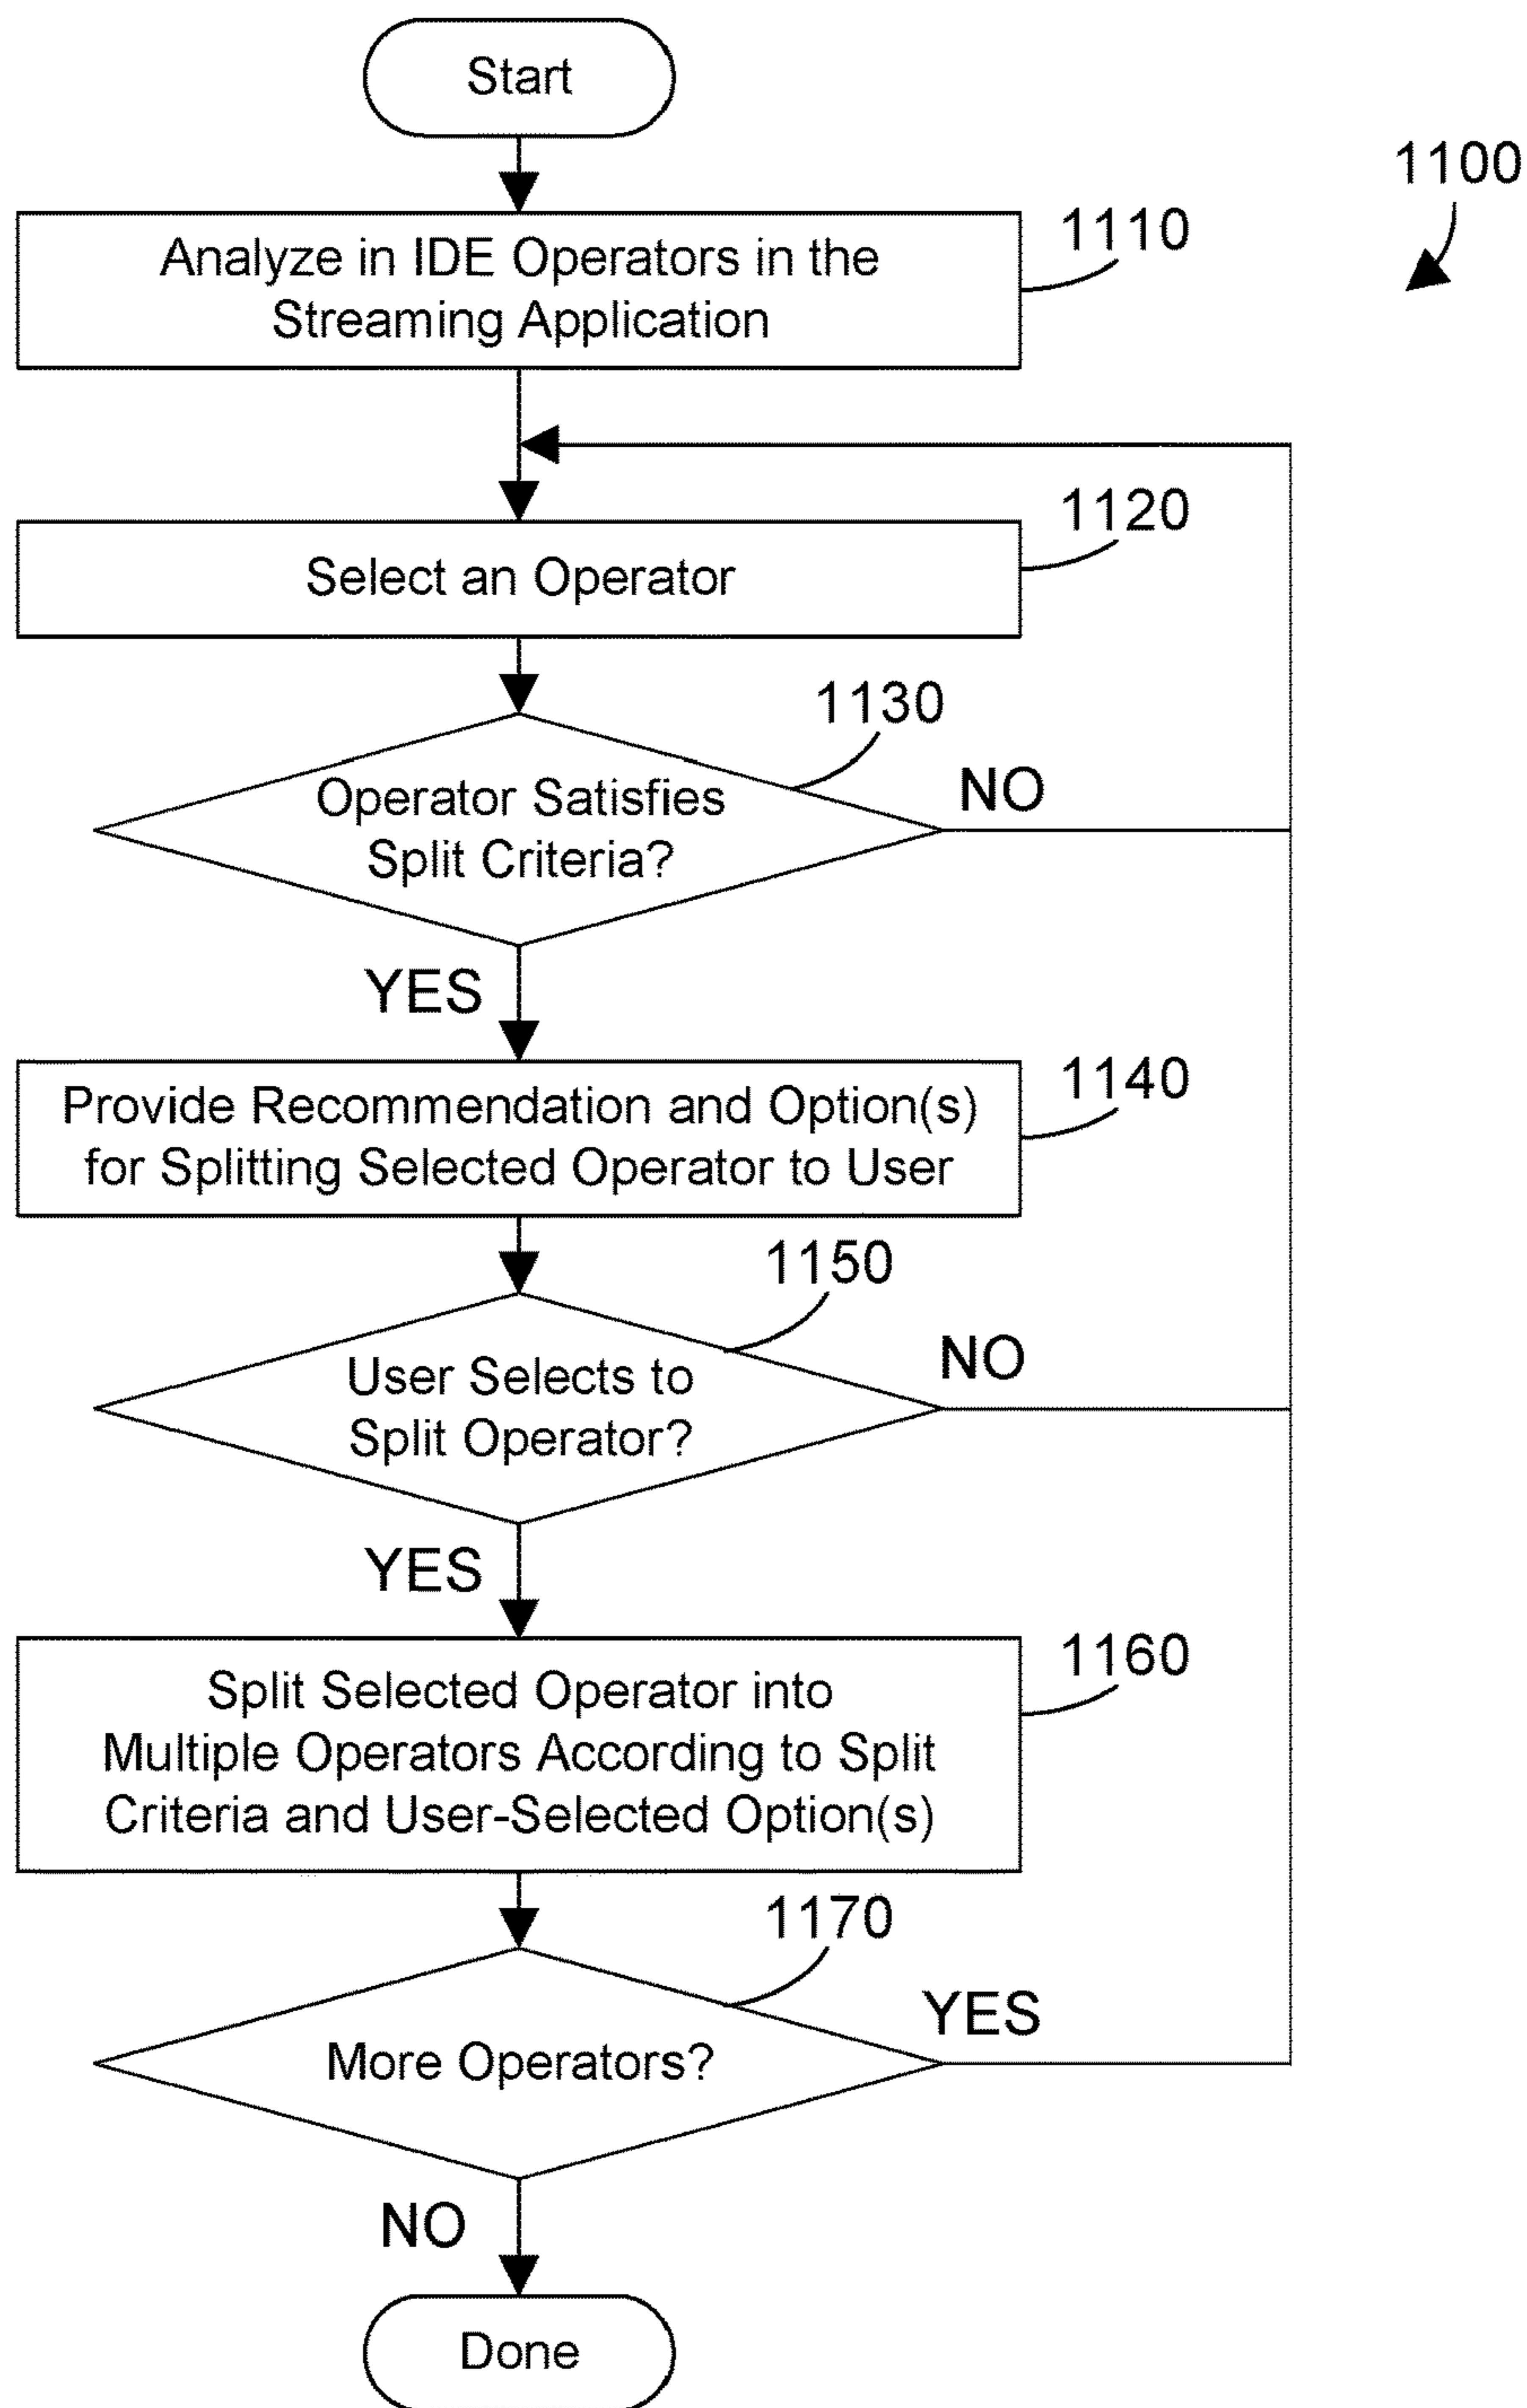 Start
1100
1110
Analyze in IDE Operators in the
Streaming Application
1120
Select an Operator
1130
Operator Satisfies
Split Criteria?
NO
YES
1140
Provide Recommendation and Option(s)
for Splitting Selected Operator to User
1150
User Selects to
Split Operator?
NO
YES
1160
Split Selected Operator into
Multiple Operators According to Split
Criteria and User-Selected Option(s)
1170
More Operators?
YES
NO
Done